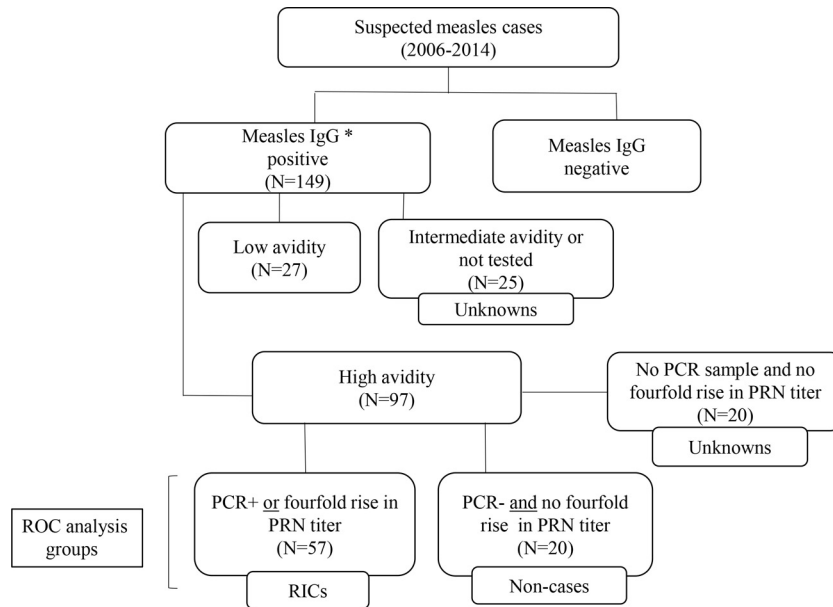 Suspected measles cases
(2006-2014)
Measles IgG *
positive
(N=149)
Measles IgG
negative
Low avidity
(N=27)
Intermediate avidity or
not tested
(N=25)
Unknowns
High avidity
(N=97)
No PCR sample and no
fourfold rise in PRN titer
(N=20)
Unknowns
ROC analysis
groups
PCR+ or fourfold rise in
PRN titer
(N=57)
RICs
PCR- and no fourfold
rise in PRN titer
(N=20)
Non-cases